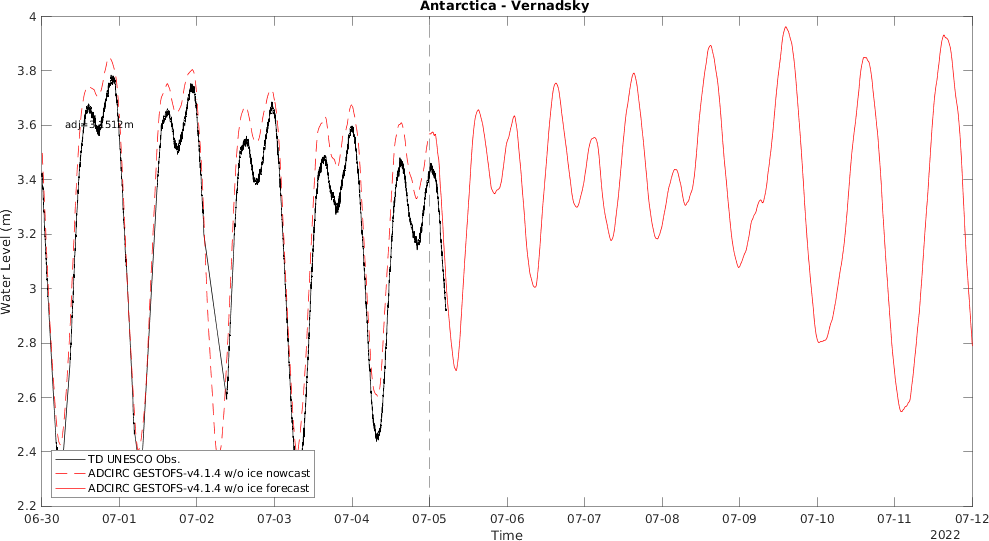 Antarctica - Vernadsky
Water Level (m)
4
3.8
3.6
3.4
3.2
3
2.8
2.6
2.4
2.2
TD UNESCO Obs.
ADCIRC GESTOFS-v4.1.4 w/o ice nowcast
ADCIRC GESTOFS-v4.1.4 w/o ice forecast
06-30 07-01 07-02 07-03 07-04 07-05 07-06 07-07 07-08 07-09 07-10 07-11 07-12
Time
2022